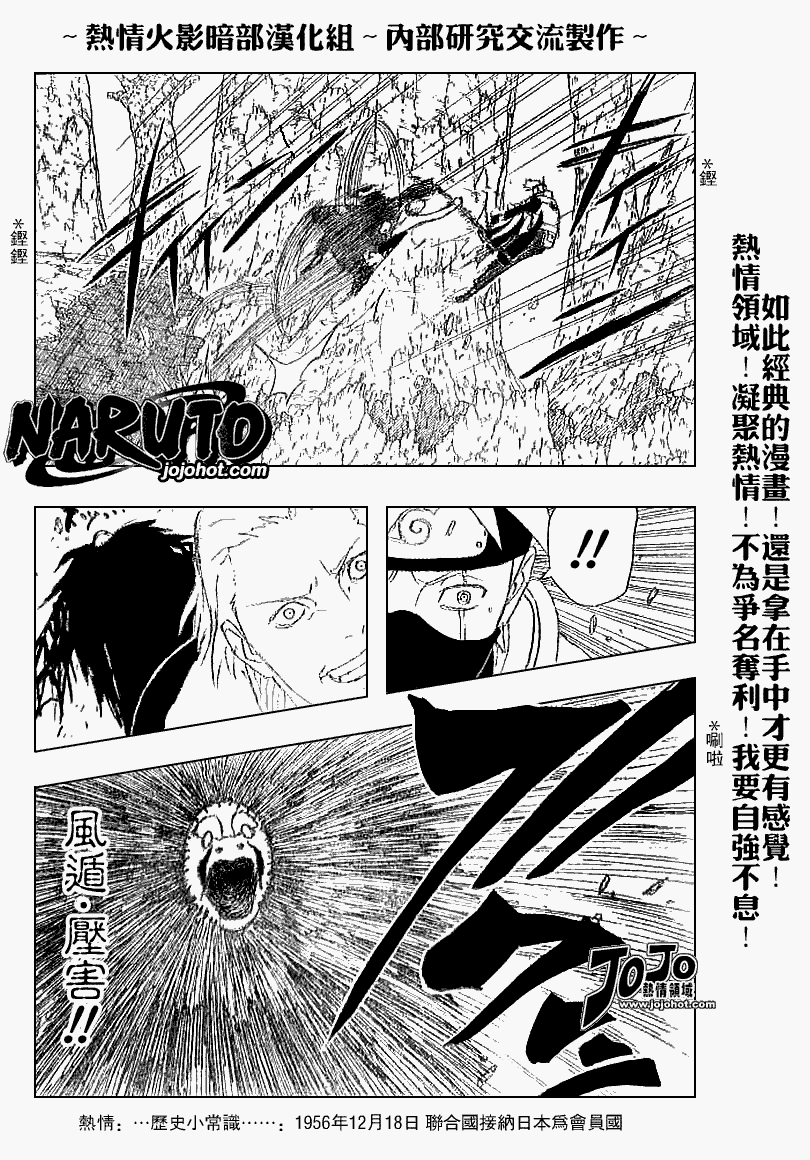 ~熱情火影暗部漢化組~內部研究交流製作~
*鏗
*鏗鏗
如此經典的漫畫！還是拿在手中才更有感覺！
熱情領域！凝聚熱情！不為爭名奪利！我要自強不息！
NARUTO
jojohot.com
!!
*唰啦
風遁·壓害!!
JOJO
熱情領域
www.jojohot.com
熱情：…歷史小常識……：1956年12月18日 聯合國接納日本爲會員國